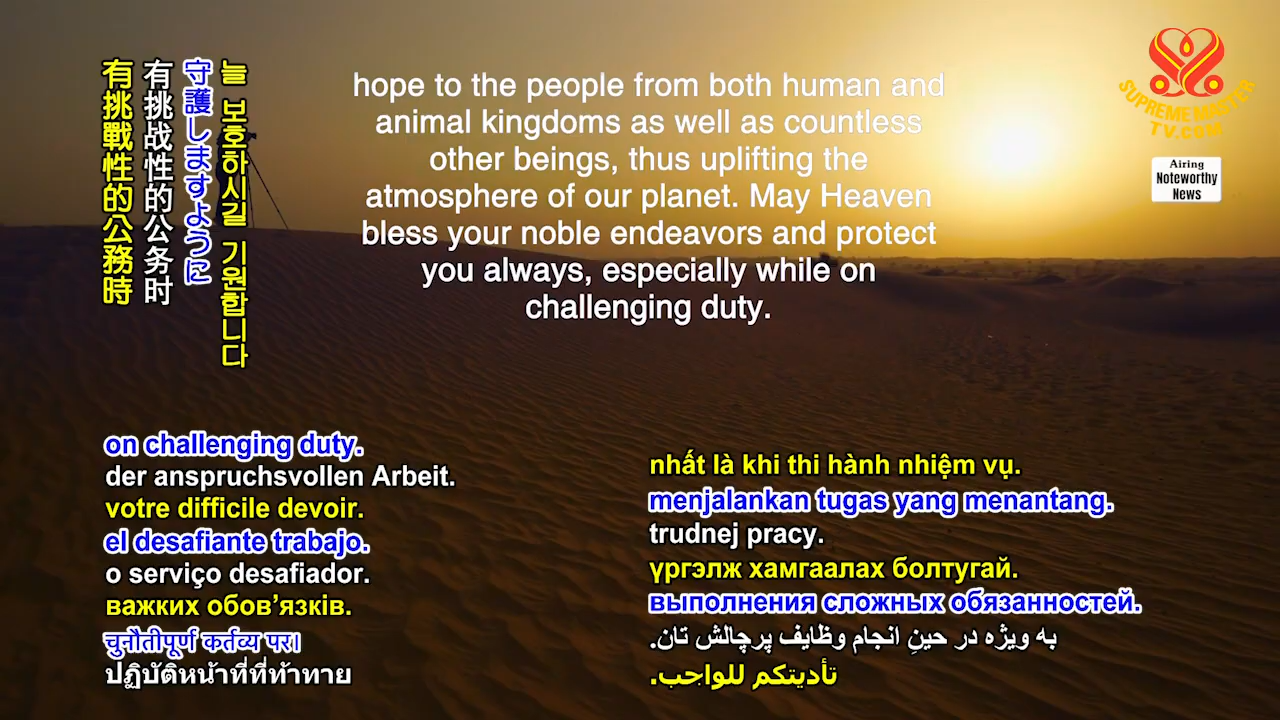 有挑戰性的公務時
有挑战性的公务时
守護しますように
늘 보호하시길 기원합니다
hope to the people from both human and
animal kingdoms as well as countless
other beings, thus uplifting the
atmosphere of our planet. May Heaven
bless your noble endeavors and protect
you always, especially while on
challenging duty.
SUPREME MASTER
TV.COM
Airing
Noteworthy
News
on challenging duty.
der anspruchsvollen Arbeit.
votre difficile devoir.
el desafiante trabajo.
o serviço desafiador.
важких обов’язків.
चुनौतीपूर्ण कर्तव्य पर।
ปฏิบัติหน้าที่ที่ท้าทาย
nhất là khi thi hành nhiệm vụ.
menjalankan tugas yang menantang.
trudnej pracy.
үргэлж хамгаалах болтугай.
выполнения сложных обязанностей.
به ویژه در حینِ انجام وظایف پرچالش تان.
تأديتكم للواجب.